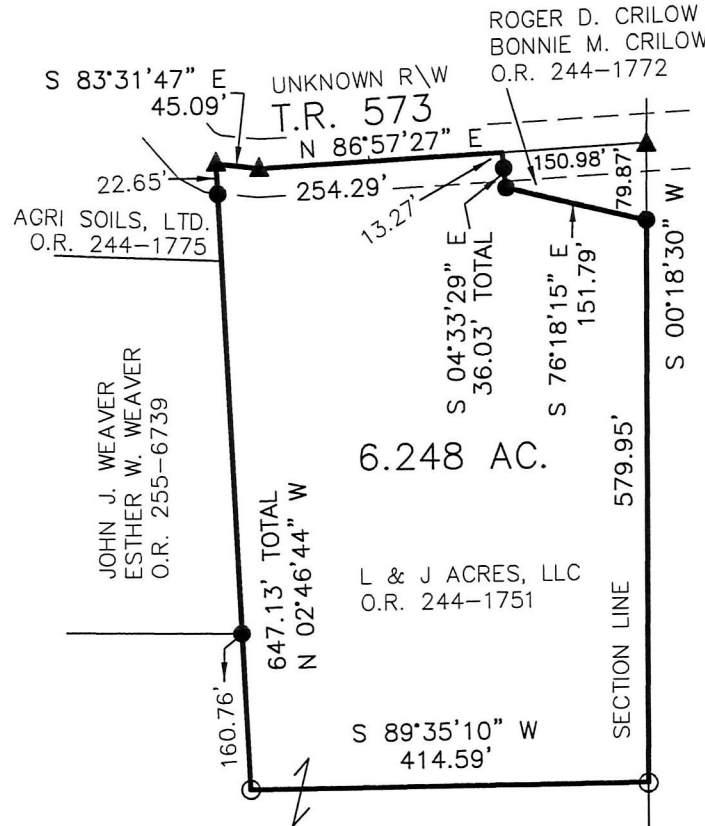 ROGER D. CRILOW
BONNIE M. CRILOW
O.R. 244-1772
S 83°31'47" E
45.09'
UNKNOWN R\W
T.R. 573
N 86°57'27" E
150.98'
79.87'
22.65'
254.29'
13.27'
AGRI SOILS, LTD.
O.R. 244-1775
S 04°33'29" E
36.03' TOTAL
S 76°18'15" E
151.79'
S 00°18'30" W
579.95'
JOHN J. WEAVER
ESTHER W. WEAVER
O.R. 255-6739
6.248 AC.
647.13' TOTAL
N 02°46'44" W
L & J ACRES, LLC
O.R. 244-1751
SECTION LINE
160.76'
S 89°35'10" W
414.59'